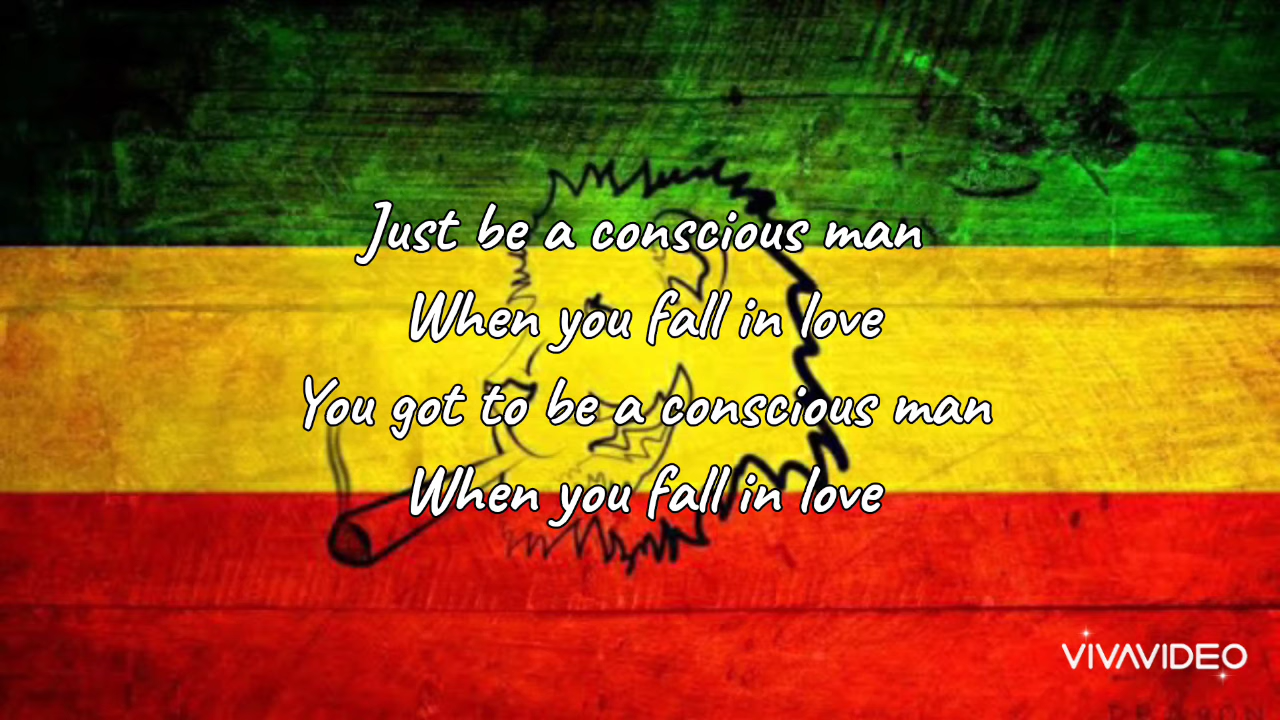 Just be a conscious man
When you fall in love
You got to be a conscious man
When you fall in love
VIVAVIDEO